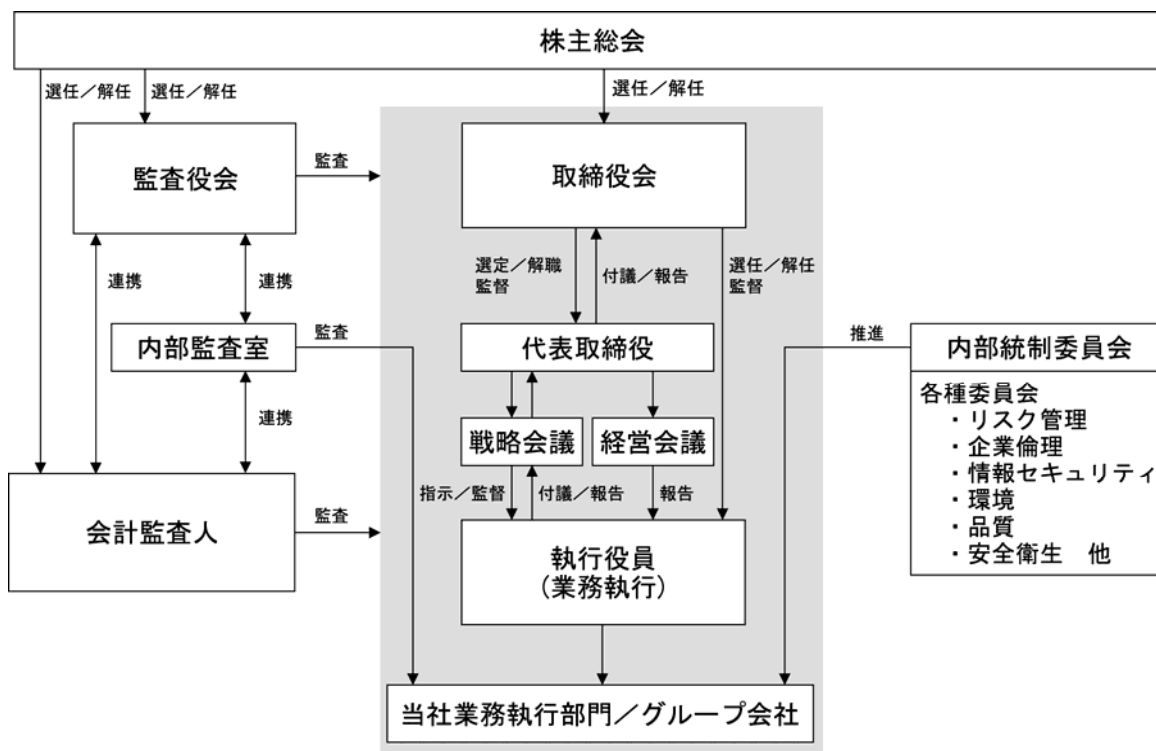 株主総会
選任／解任
選任／解任
選任／解任
監査役会
監査
取締役会
連携
連携
選定／解職
監督
付議／報告
選任／解任
監督
内部監査室
監査
代表取締役
推進
内部統制委員会
各種委員会
・リスク管理
・企業倫理
・情報セキュリティ
・環境
・品質
・安全衛生　他
連携
戦略会議
経営会議
指示／監督
付議／報告
報告
会計監査人
監査
執行役員
（業務執行）
当社業務執行部門／グループ会社